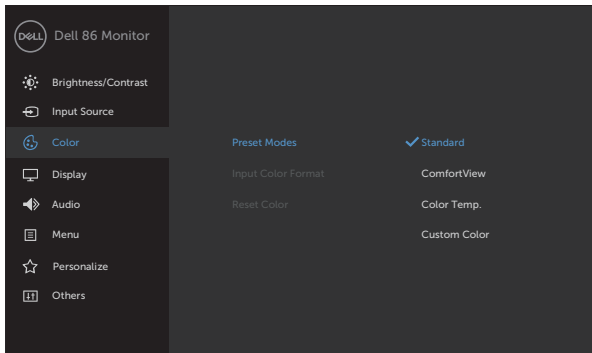 DELL Dell 86 Monitor
Brightness/Contrast
Input Source
Color Preset Modes Standard
Display Input Color Format ComfortView
Audio Reset Color Color Temp.
Menu Custom Color
Personalize
Others